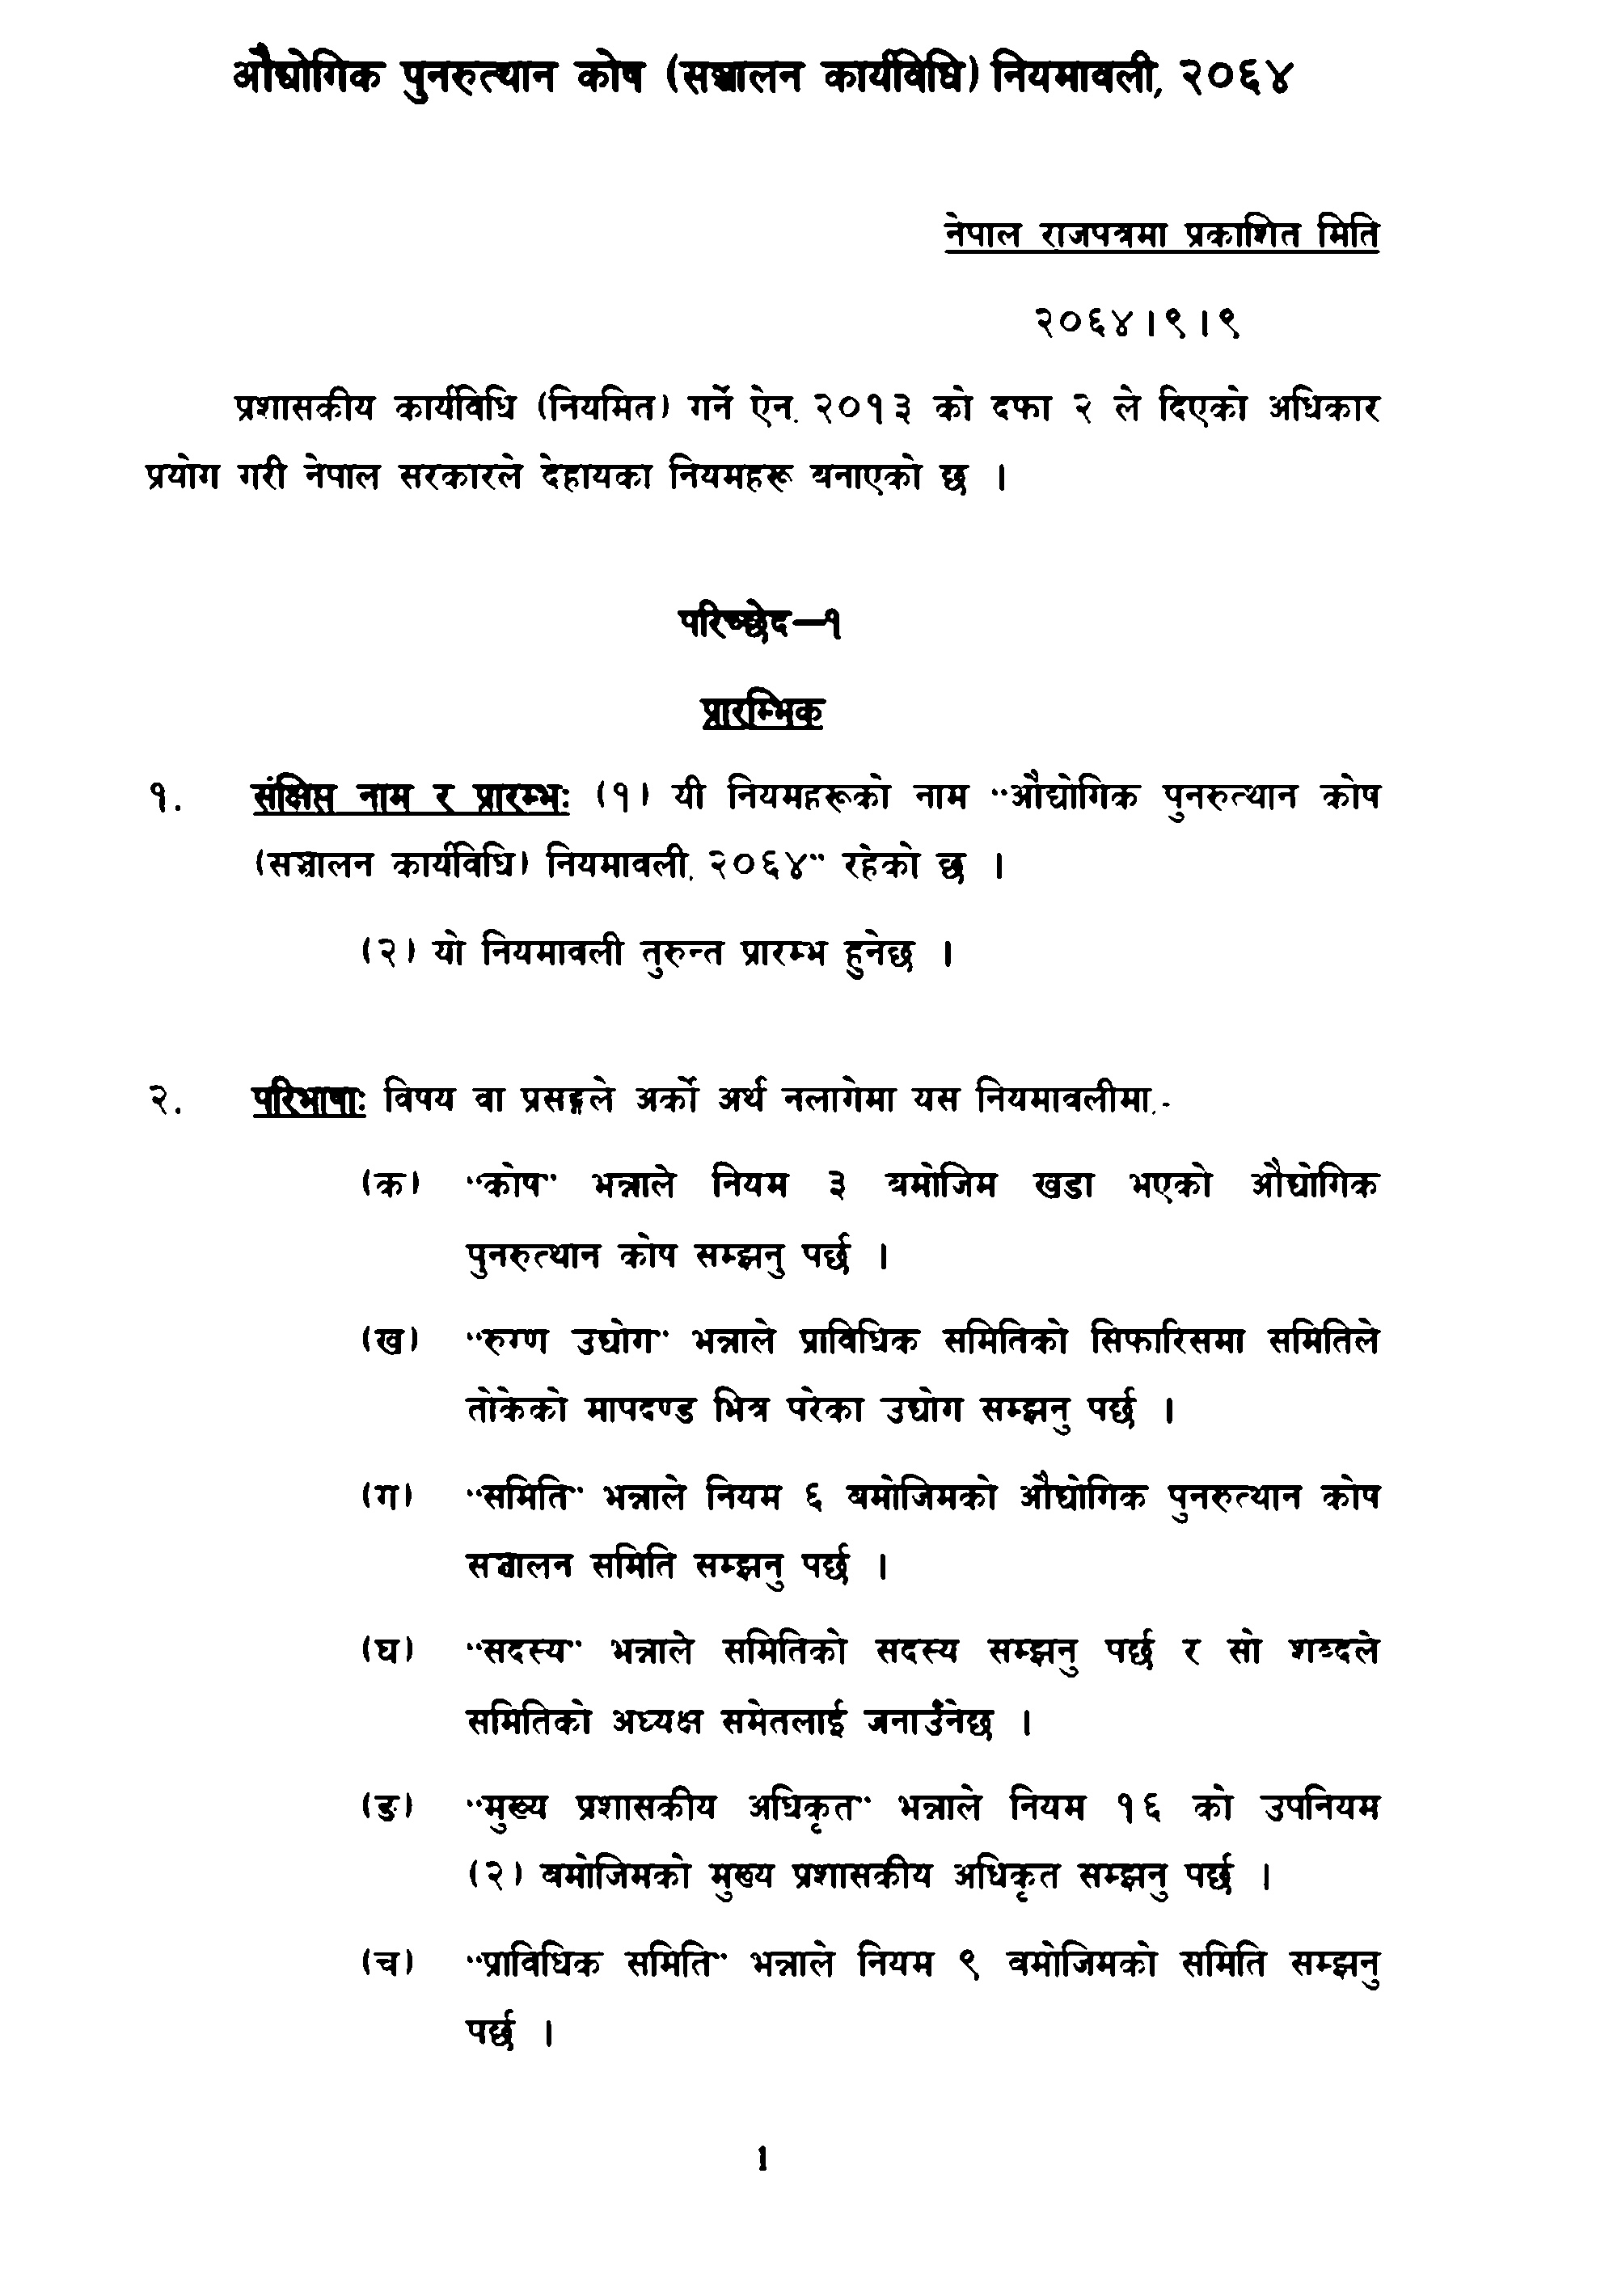 औद्योगिक पुनरुत्थान कोष (सञ्चालन कार्यविधि) नियमावली, २०६४
नेपाल राजपत्रमा प्रकाशित मिति
२०६४।९।९
प्रशासकीय कार्यविधि (नियमित) गर्ने ऐन, २०१३ को दफा २ ले दिएको अधिकार
प्रयोग गरी नेपाल सरकारले देहायका नियमहरू बनाएको छ ।
परिच्छेद–१
प्रारम्भिक
१. संक्षिप्त नाम र प्रारम्भः (१) यी नियमहरूको नाम "औद्योगिक पुनरुत्थान कोष
(सञ्चालन कार्यविधि) नियमावली, २०६४" रहेको छ ।
(२) यो नियमावली तुरुन्त प्रारम्भ हुनेछ ।
२. परिभाषाः विषय वा प्रसङ्गले अर्को अर्थ नलागेमा यस नियमावलीमा,-
(क) "कोष" भन्नाले नियम ३ बमोजिम खडा भएको औद्योगिक
पुनरुत्थान कोष सम्झनु पर्छ ।
(ख) "रुग्ण उद्योग" भन्नाले प्राविधिक समितिको सिफारिसमा समितिले
तोकेको मापदण्ड भित्र परेका उद्योग सम्झनु पर्छ ।
(ग) "समिति" भन्नाले नियम ६ बमोजिमको औद्योगिक पुनरुत्थान कोष
सञ्चालन समिति सम्झनु पर्छ ।
(घ) "सदस्य" भन्नाले समितिको सदस्य सम्झनु पर्छ र सो शब्दले
समितिको अध्यक्ष समेतलाई जनाउँनेछ ।
(ङ) "मुख्य प्रशासकीय अधिकृत" भन्नाले नियम १६ को उपनियम
(२) बमोजिमको मुख्य प्रशासकीय अधिकृत सम्झनु पर्छ ।
(च) "प्राविधिक समिति" भन्नाले नियम ९ बमोजिमको समिति सम्झनु
पर्छ ।
1